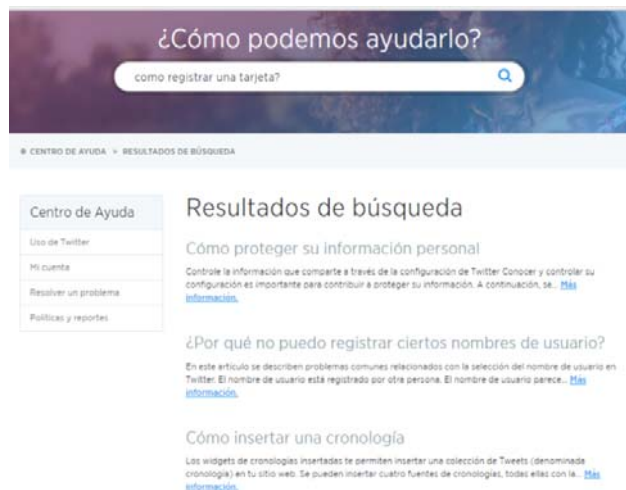 ¿Cómo podemos ayudarlo?
como registrar una tarjeta?
CENTRO DE AYUDA > RESULTADOS DE BÚSQUEDA
Centro de Ayuda
Uso de Twitter
Mi cuenta
Resolver un problema
Políticas y reportes
Resultados de búsqueda
Cómo proteger su información personal
Controle la información que comparte a través de la configuración de Twitter Conocer y controlar su
configuración es importante para contribuir a proteger su información. A continuación, se... Más
información.
¿Por qué no puedo registrar ciertos nombres de usuario?
En este artículo se describen problemas comunes relacionados con la selección del nombre de usuario en
Twitter. El nombre de usuario está registrado por otra persona. El nombre de usuario parece... Más
información.
Cómo insertar una cronología
Los widgets de cronologías insertadas te permiten insertar una colección de Tweets (denominada
cronología) en tu sitio web. Se pueden insertar cuatro fuentes de cronologías, todas ellas con la... Más
información.